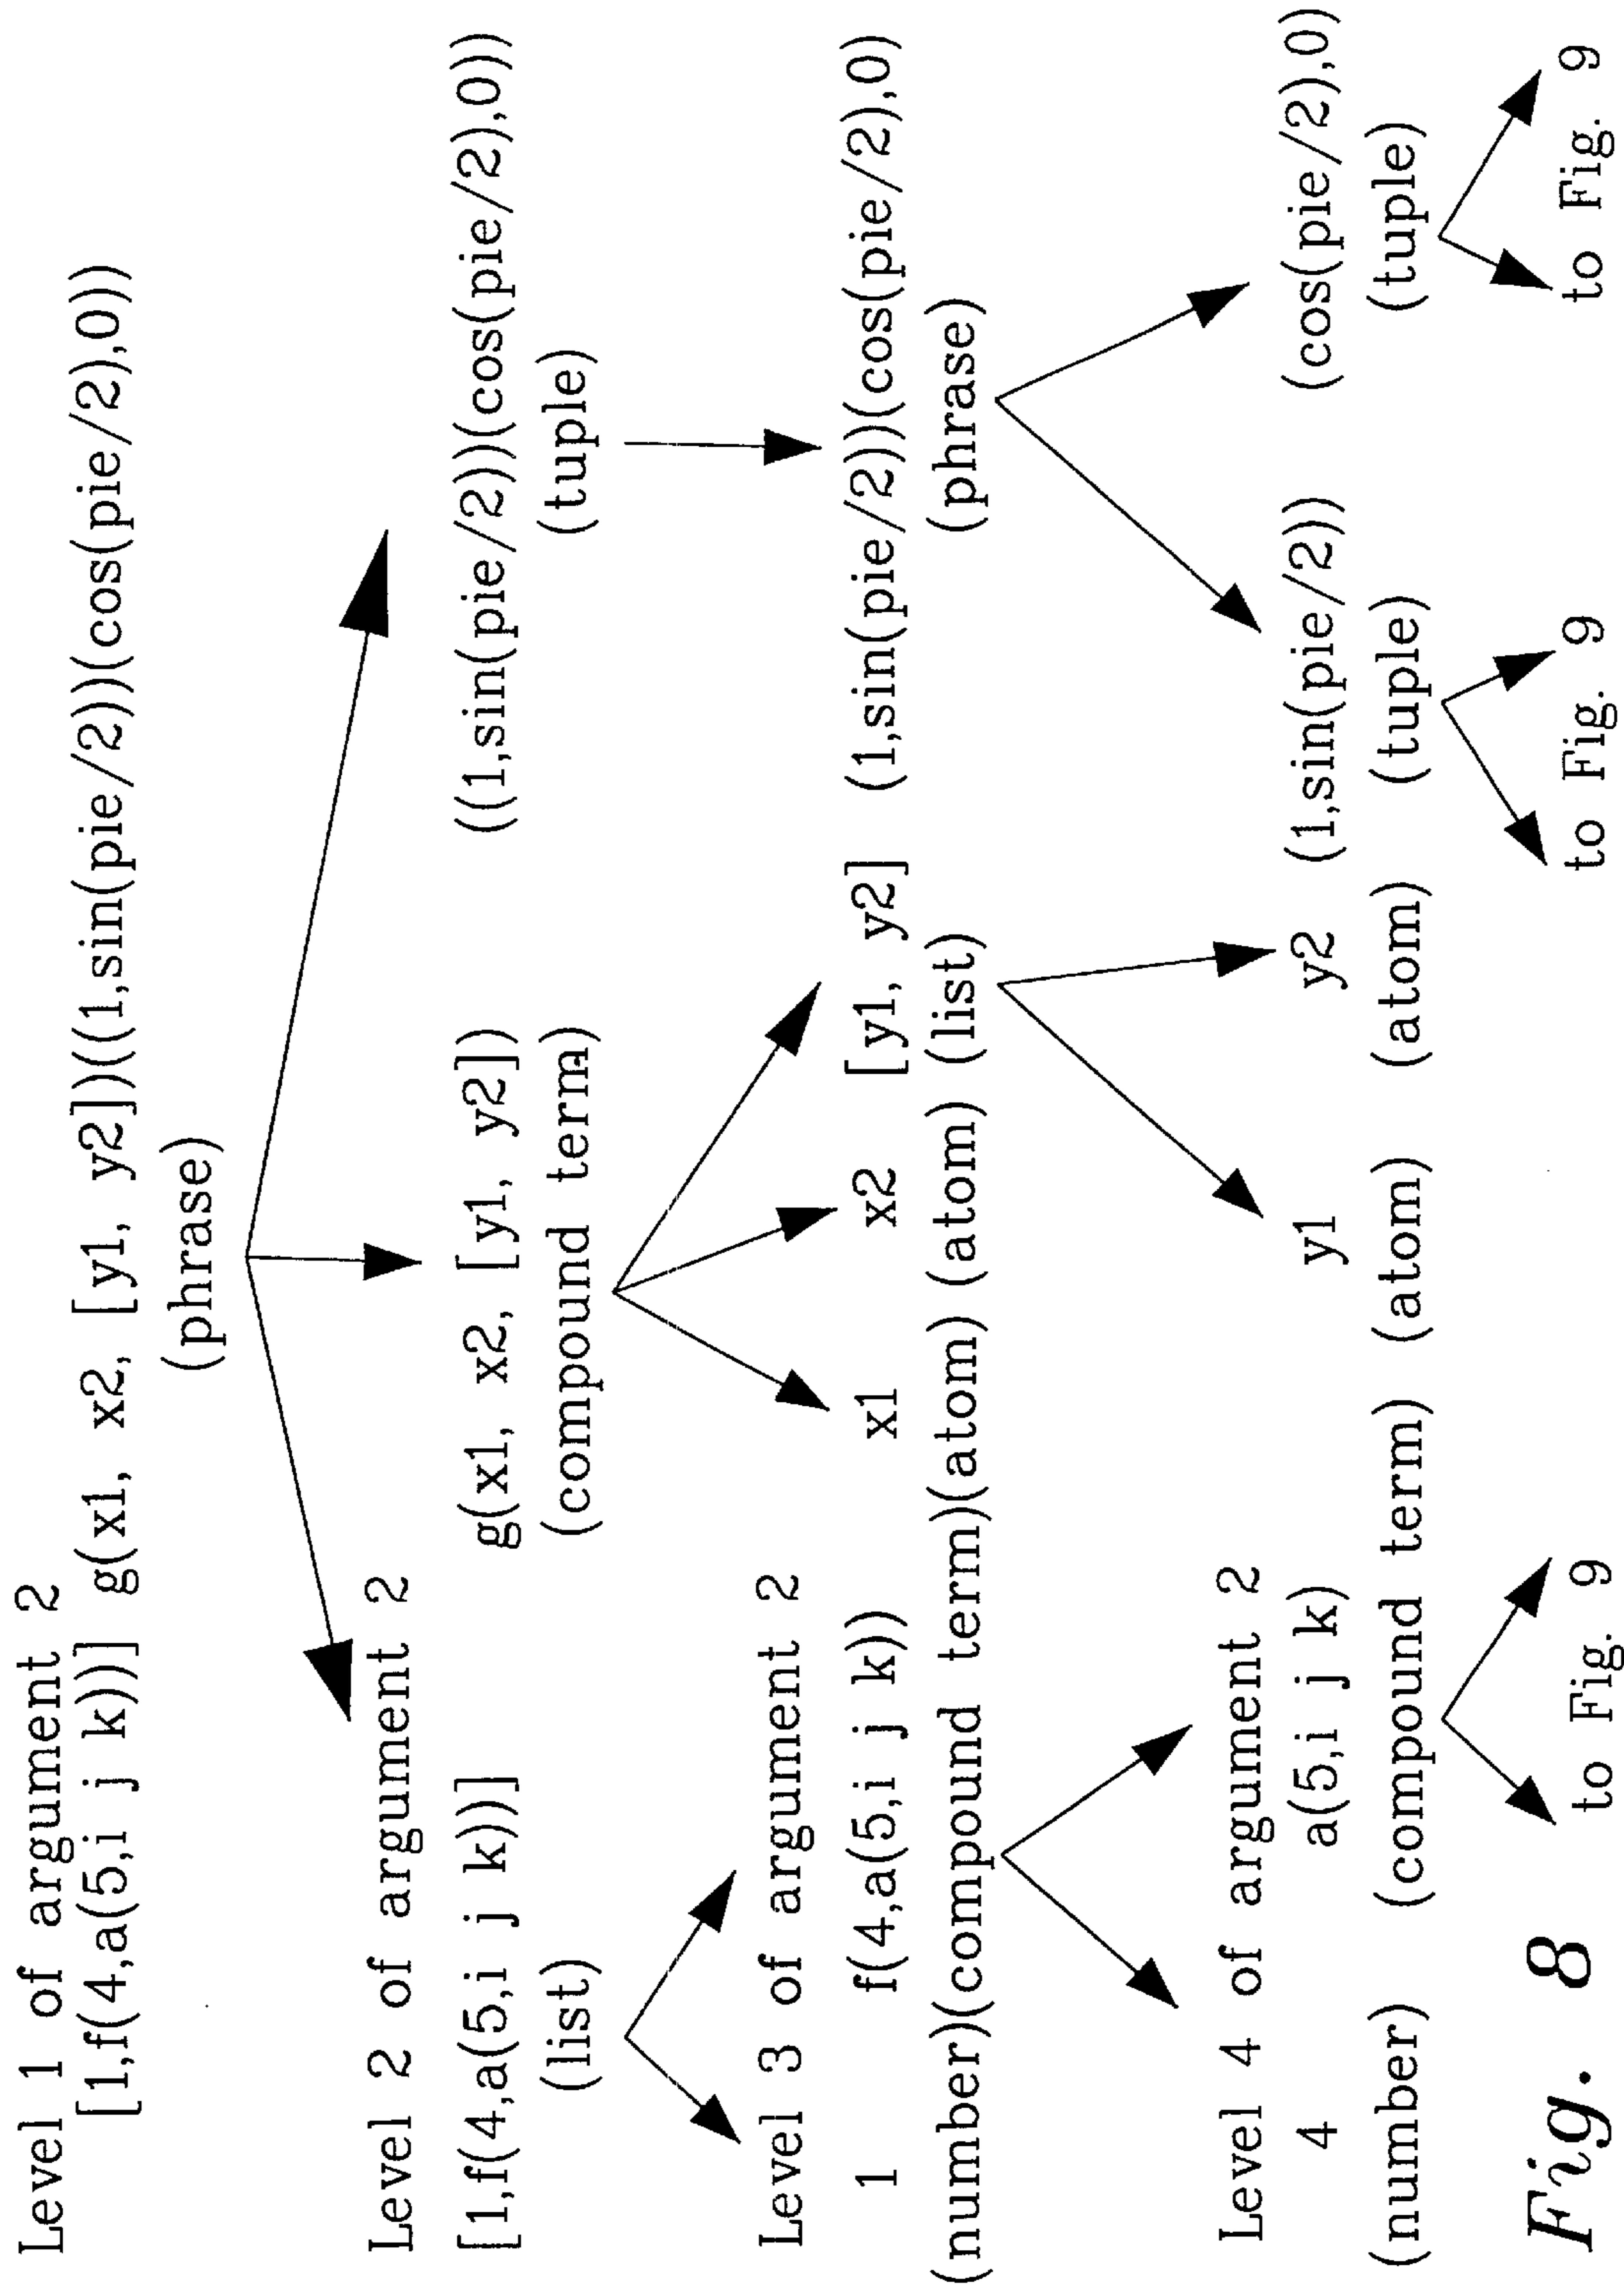 Level 1 of argument 2
[1,f(4,a(5,i j k))] g(x1, x2, [y1, y2])((1,sin(pie/2))(cos(pie/2),0))
(phrase)
Level 2 of argument 2
[1,f(4,a(5,i j k))] g(x1, x2, [y1, y2]) ((1,sin(pie/2))(cos(pie/2),0))
(list) (compound term) (tuple)
Level 3 of argument 2
1 f(4,a(5,i j k)) x1 x2 [y1, y2] (1,sin(pie/2))(cos(pie/2),0)
(number)(compound term)(atom) (atom) (list) (phrase)
Level 4 of argument 2
4 a(5,i j k) y1 y2 (1,sin(pie/2)) (cos(pie/2),0)
(number) (compound term) (atom) (atom) (tuple) (tuple)
to Fig. 9 to Fig. 9 to Fig. 9
Fig. 8